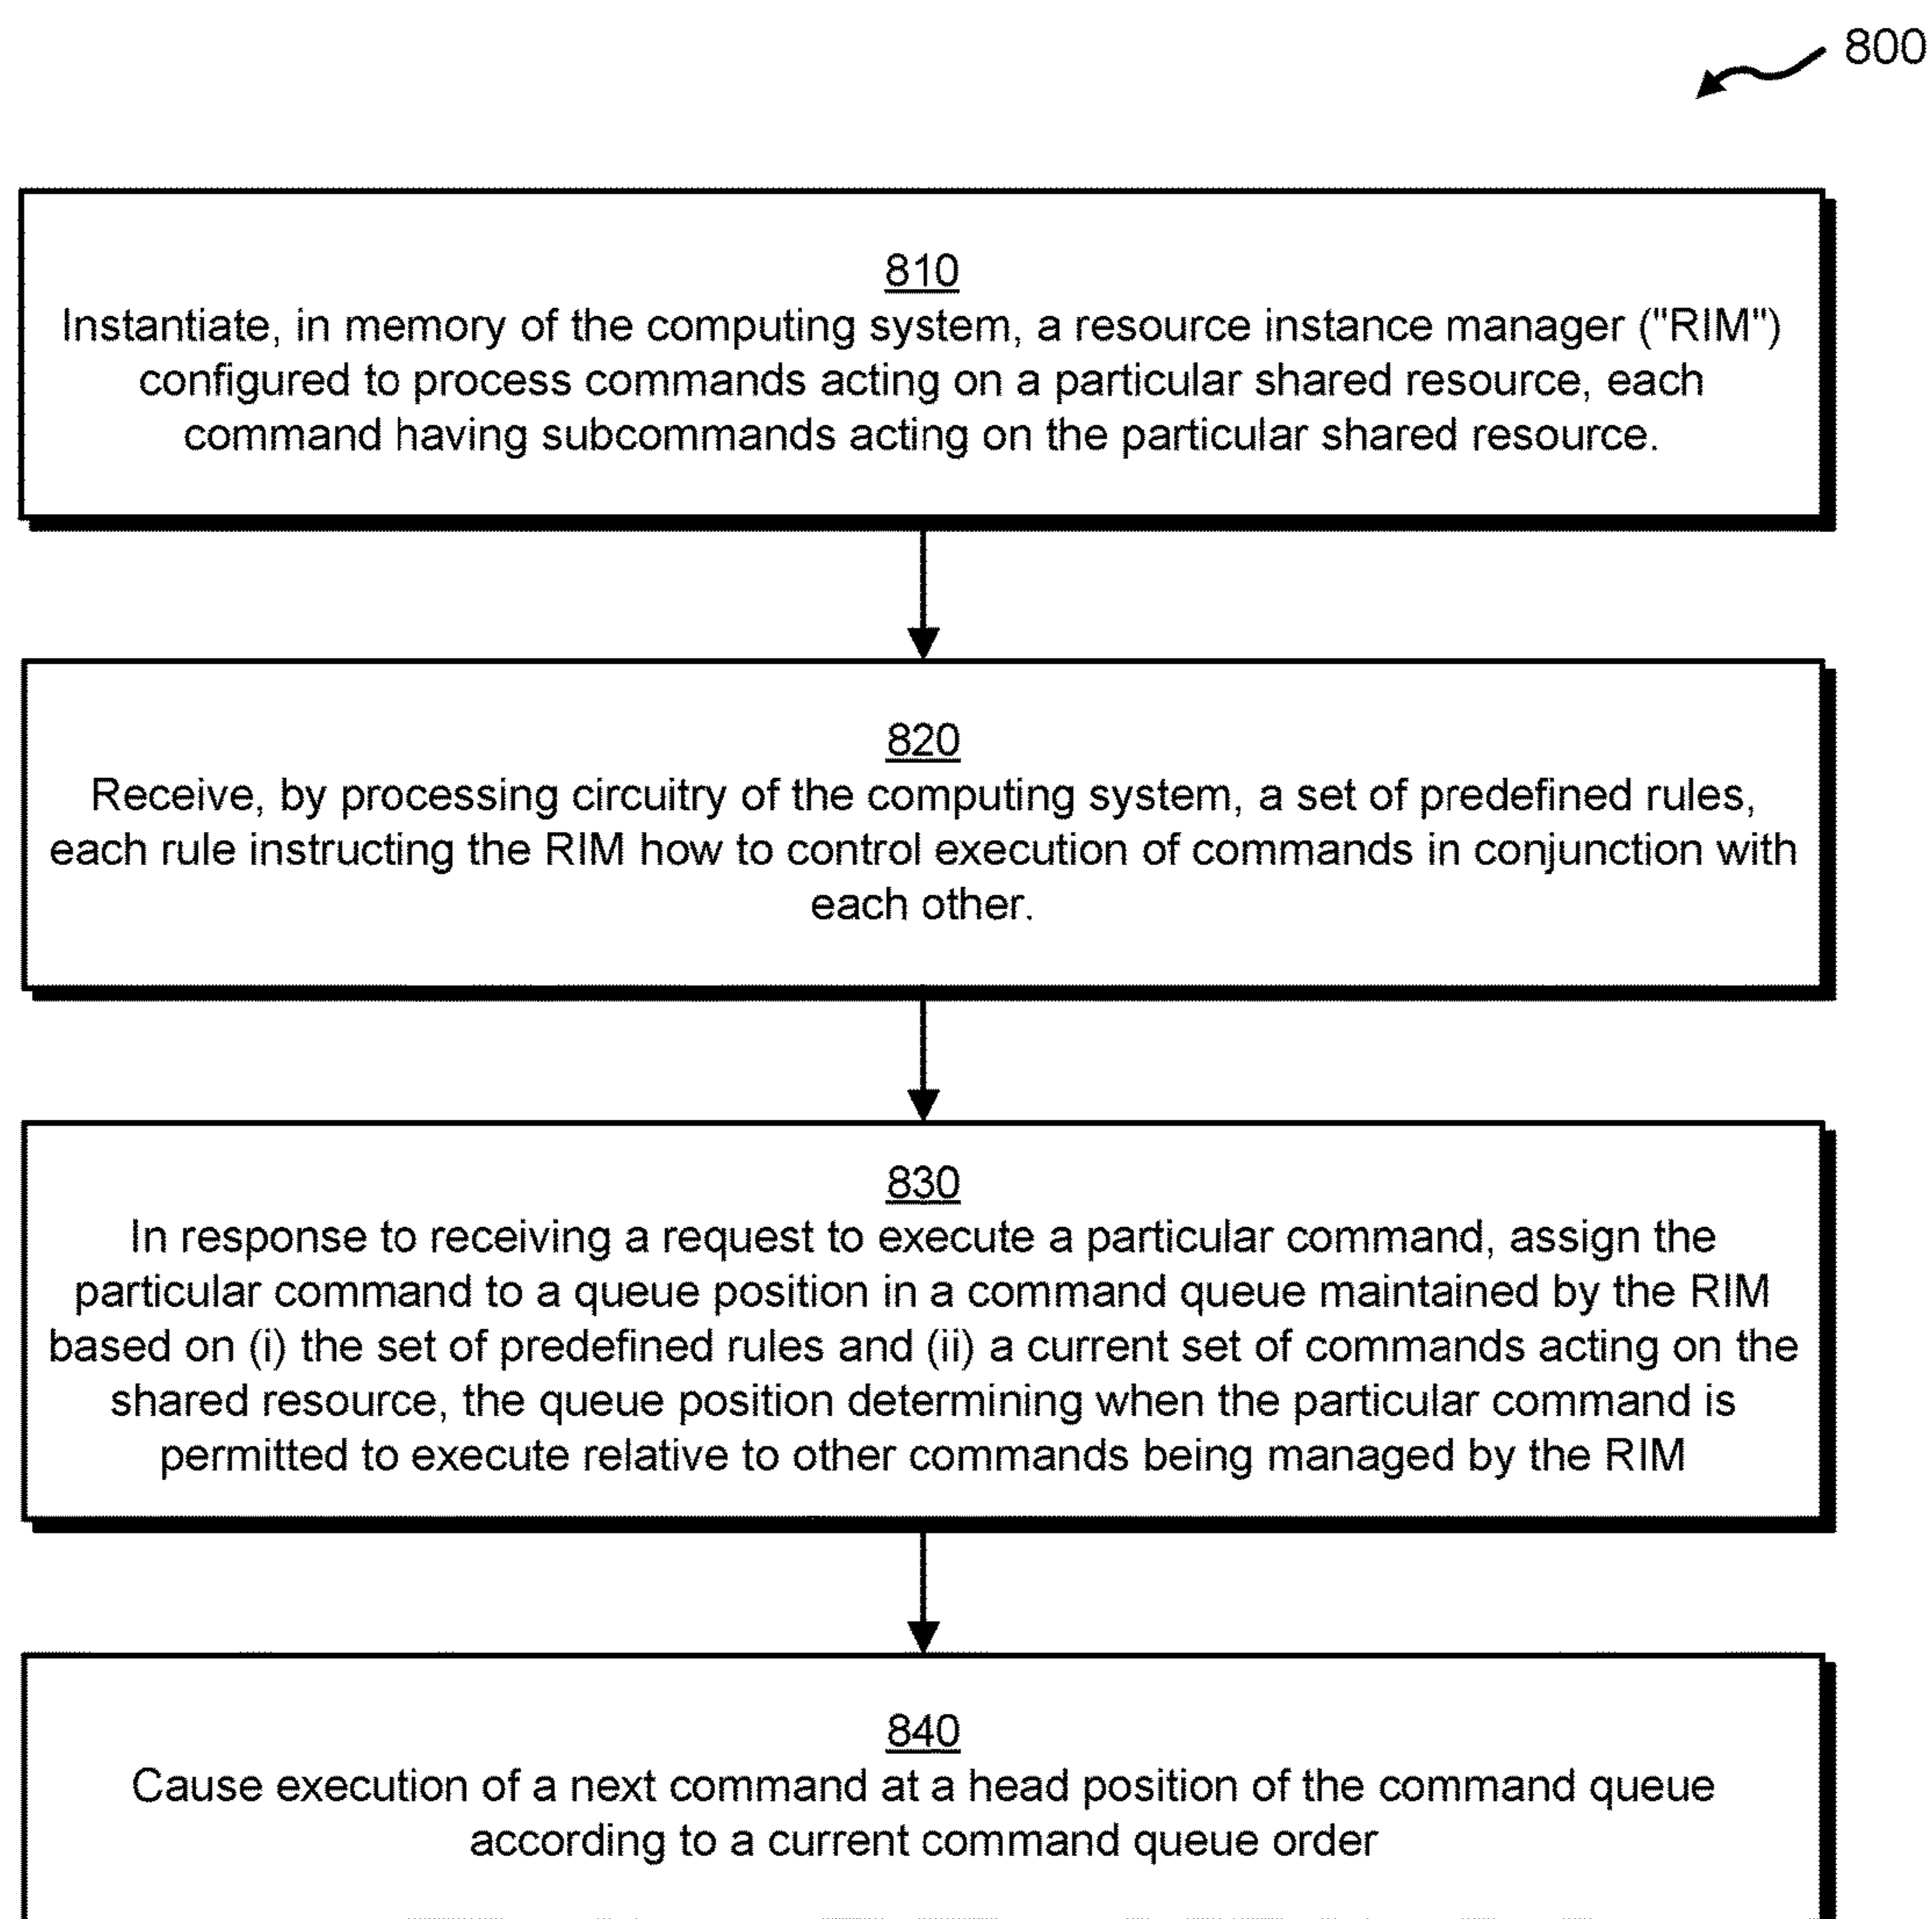 800
810
Instantiate, in memory of the computing system, a resource instance manager ("RIM")
configured to process commands acting on a particular shared resource, each
command having subcommands acting on the particular shared resource.
820
Receive, by processing circuitry of the computing system, a set of predefined rules,
each rule instructing the RIM how to control execution of commands in conjunction with
each other.
830
In response to receiving a request to execute a particular command, assign the
particular command to a queue position in a command queue maintained by the RIM
based on (i) the set of predefined rules and (ii) a current set of commands acting on the
shared resource, the queue position determining when the particular command is
permitted to execute relative to other commands being managed by the RIM
840
Cause execution of a next command at a head position of the command queue
according to a current command queue order